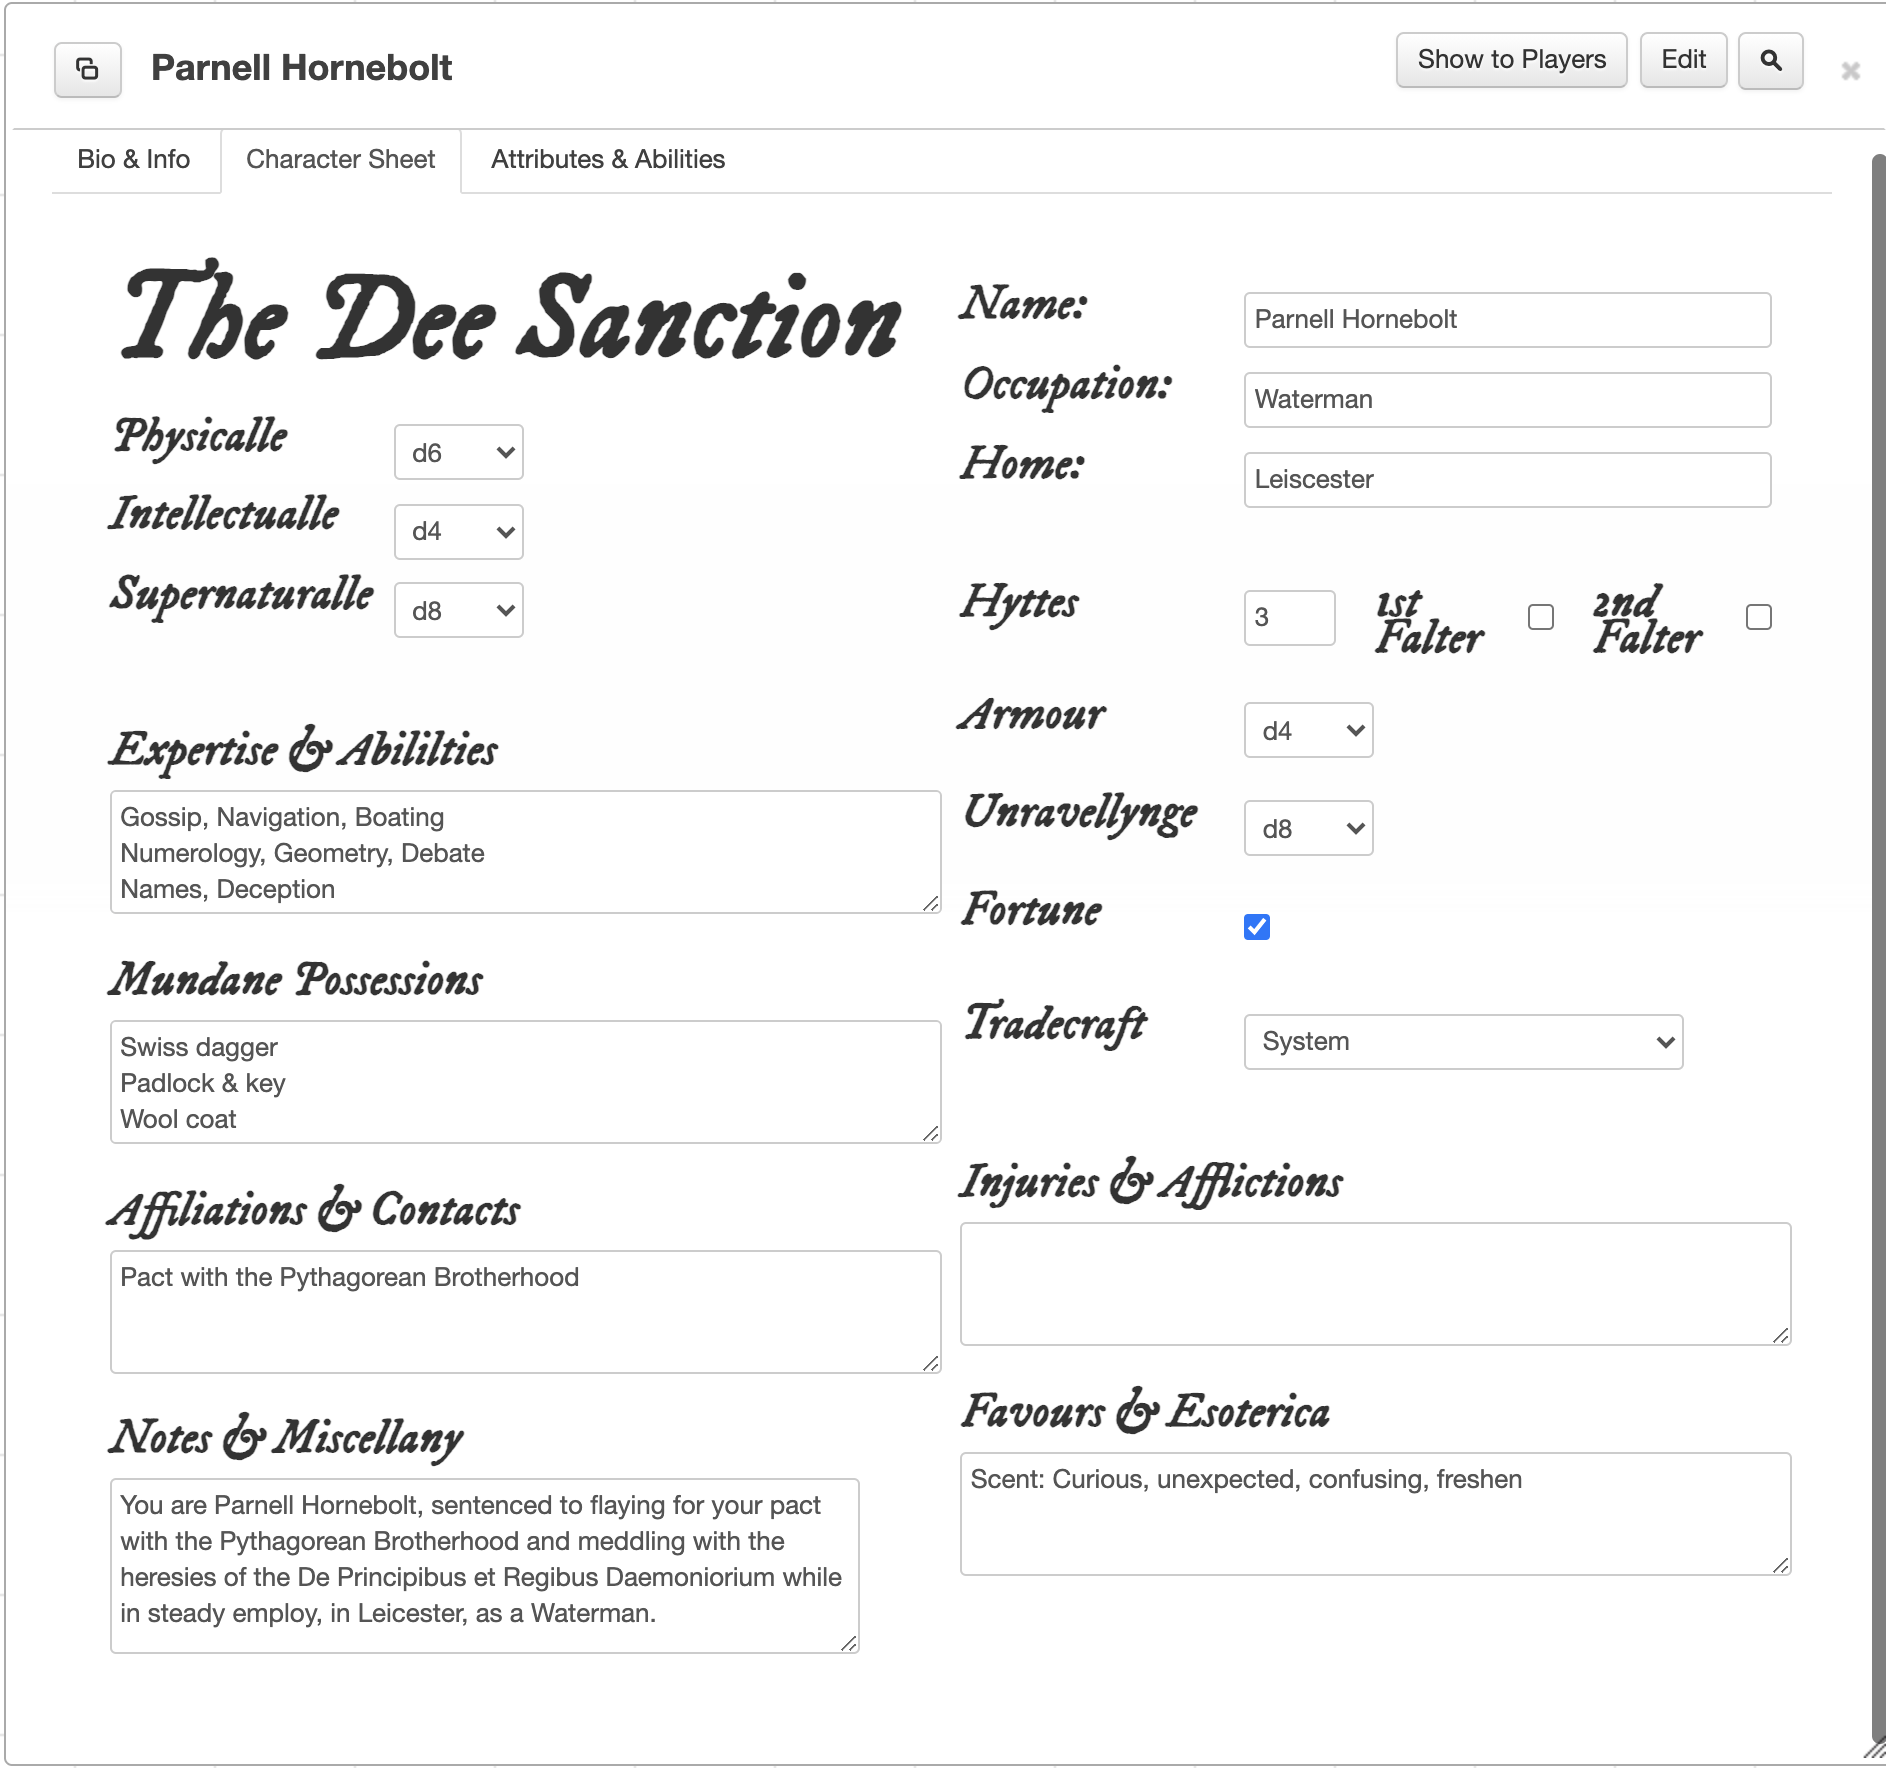 Parnell Hornebolt
Show to Players
Edit
Bio & Info
Character Sheet
Attributes & Abilities
The Dee Sanction
Physicalle
d6
Intellectualle
d4
Supernaturalle
d8
Name:
Parnell Hornebolt
Occupation:
Waterman
Home:
Leiscester
Hyttes
3
1st
Falter
2nd
Falter
Armour
d4
Unravellynge
d8
Fortune
Tradecraft
System
Expertise & Abililties
Gossip, Navigation, Boating
Numerology, Geometry, Debate
Names, Deception
Mundane Possessions
Swiss dagger
Padlock & key
Wool coat
Affiliations & Contacts
Pact with the Pythagorean Brotherhood
Notes & Miscellany
You are Parnell Hornebolt, sentenced to flaying for your pact
with the Pythagorean Brotherhood and meddling with the
heresies of the De Principibus et Regibus Daemoniorium while
in steady employ, in Leicester, as a Waterman.
Injuries & Afflictions
Favours & Esoterica
Scent: Curious, unexpected, confusing, freshen